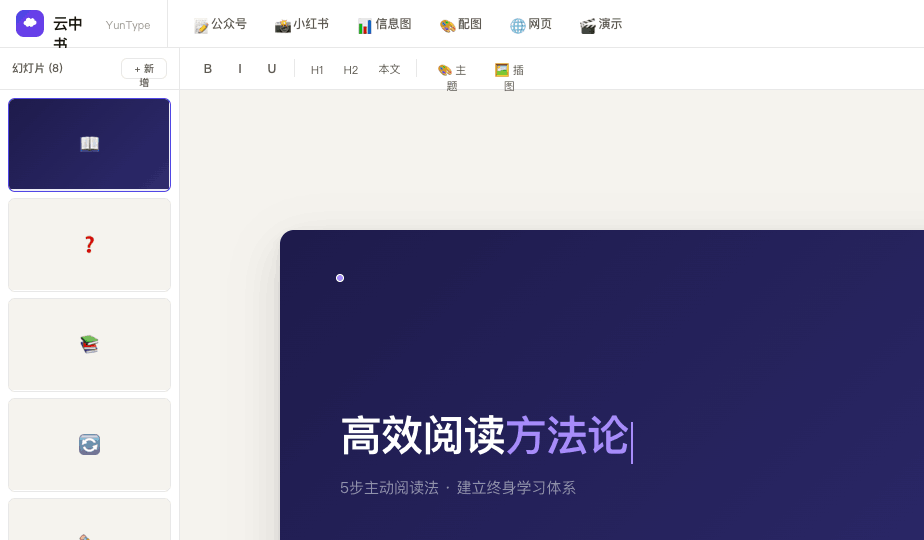 云中书 YunType 📝公众号 📸小红书 📊信息图 🎨配图 🌐网页 🎬演示
幻灯片 (8) + 新增 B I U H1 H2 本文 🎨 主题 🖼️ 插图
高效阅读方法论
5步主动阅读法 · 建立终身学习体系